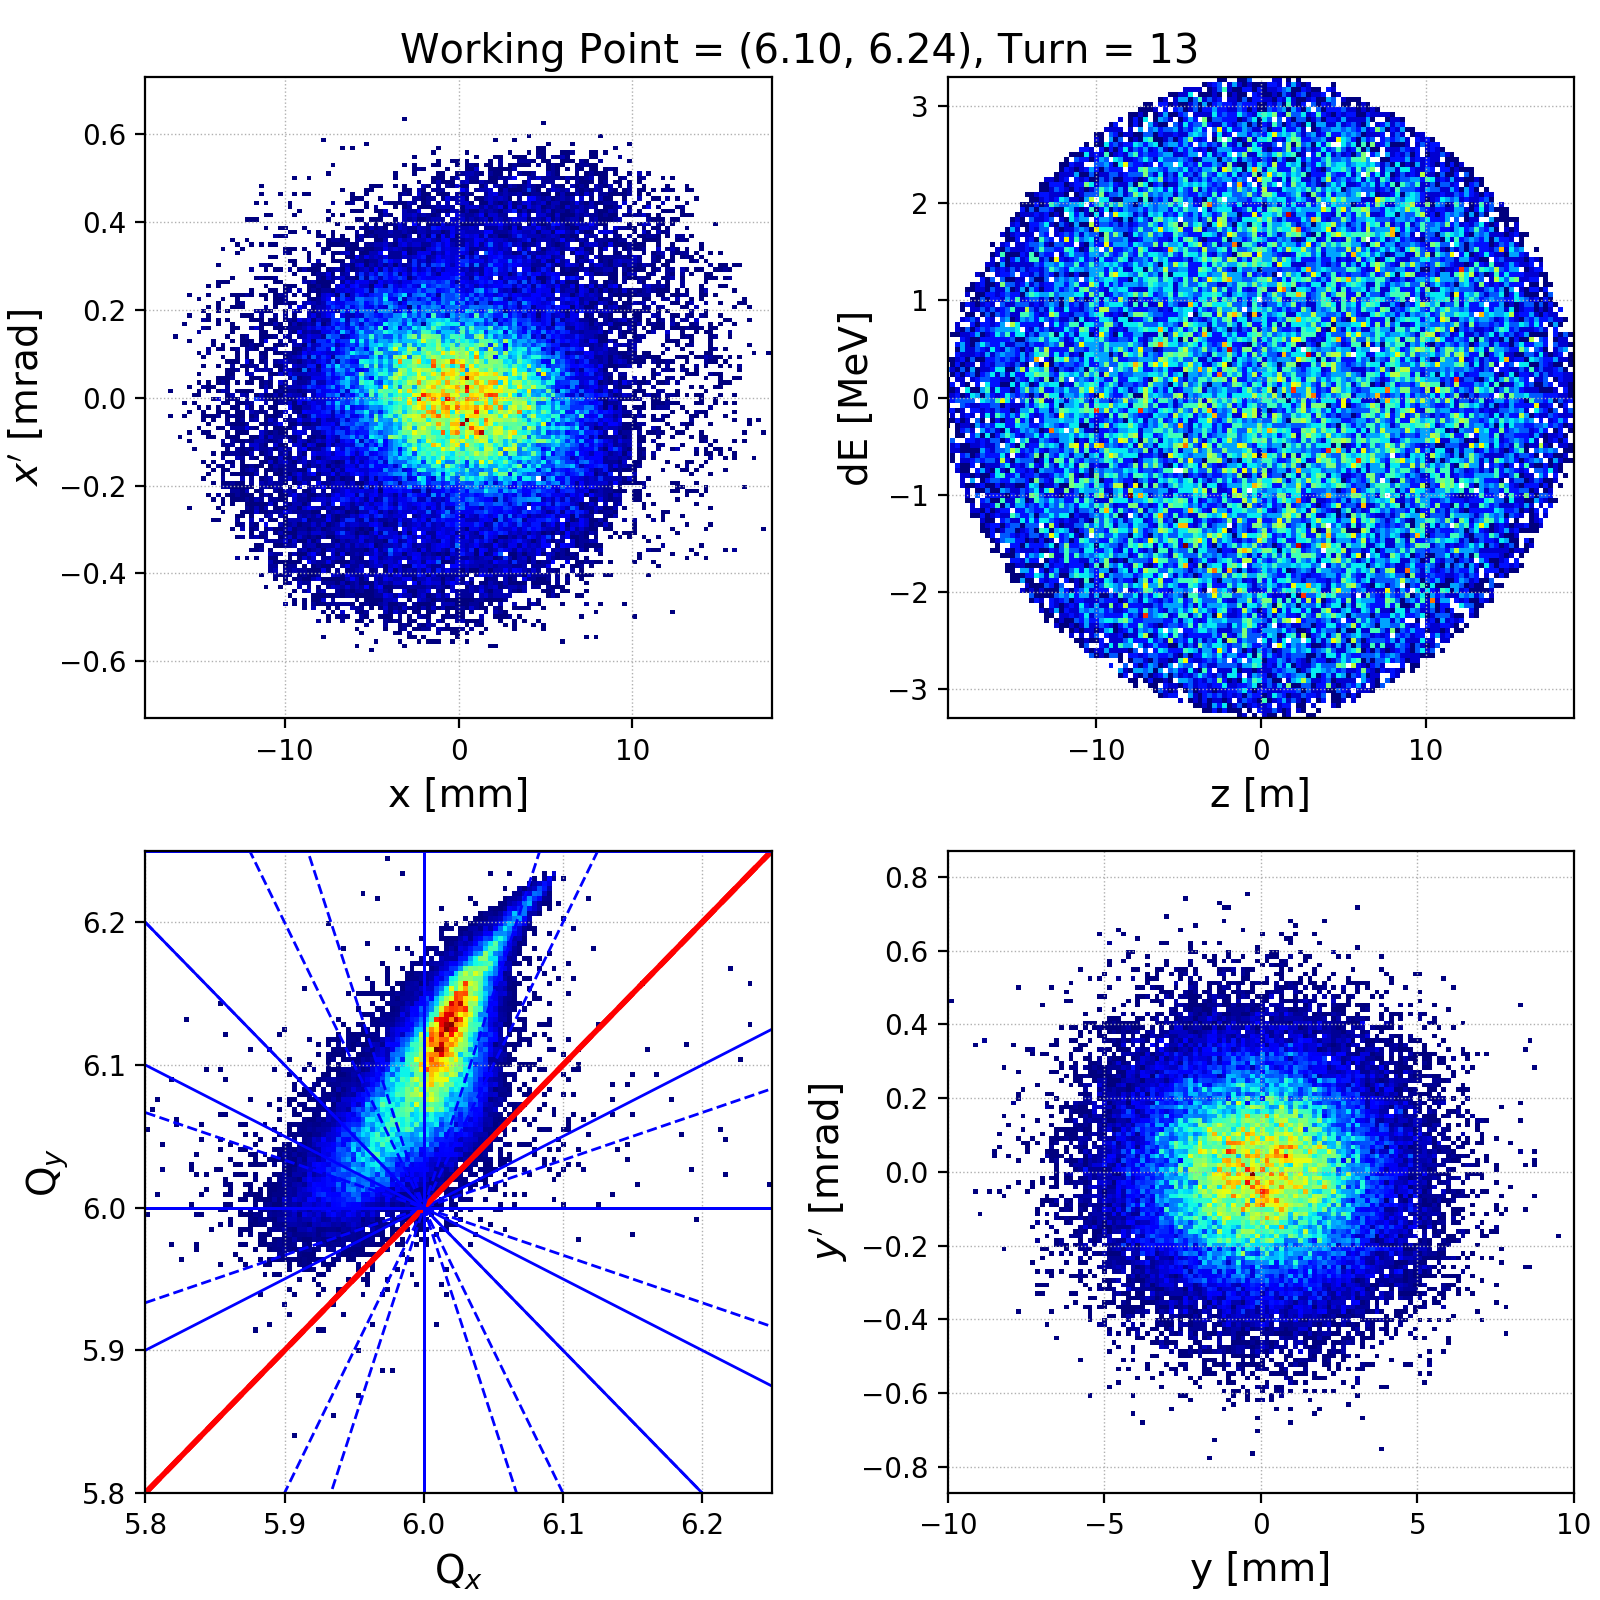 Working Point = (6.10, 6.24), Turn = 13
0.6
0.4
0.2
0.0
−0.2
−0.4
−0.6
x′ [mrad]
−10 0 10
x [mm]
3
2
1
0
−1
−2
−3
dE [MeV]
−10 0 10
z [m]
6.2
6.1
6.0
5.9
5.8
Qy
5.8 5.9 6.0 6.1 6.2
Qx
0.8
0.6
0.4
0.2
0.0
−0.2
−0.4
−0.6
−0.8
y′ [mrad]
−10 −5 0 5 10
y [mm]